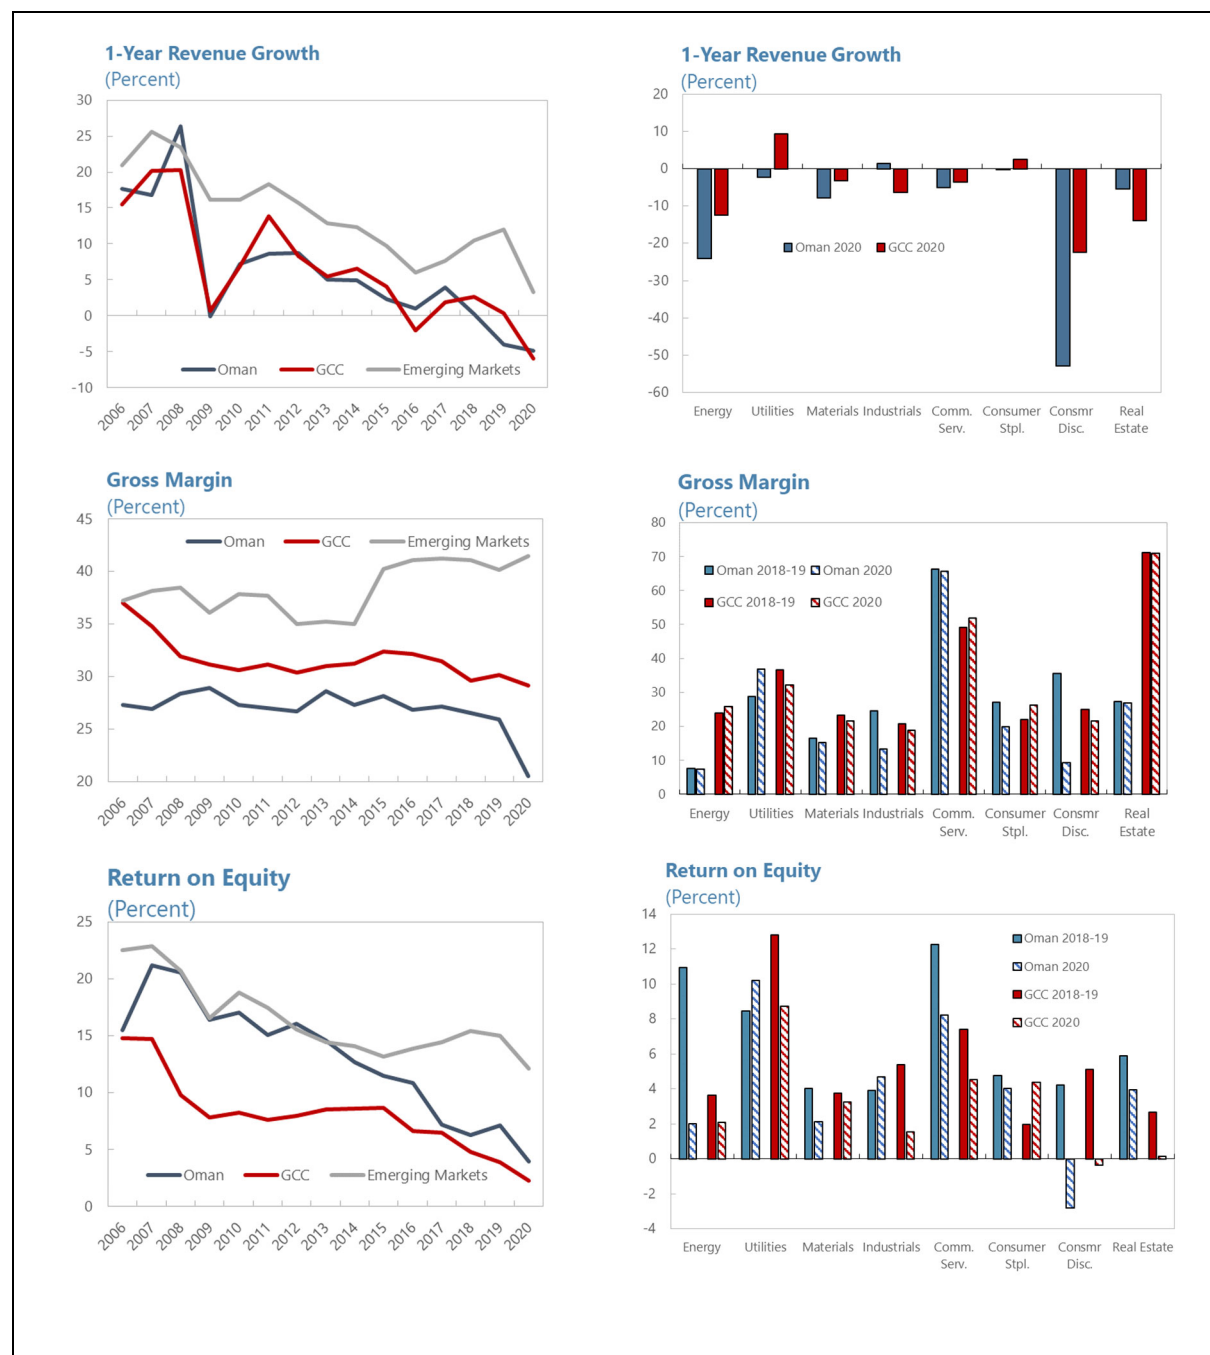 1-Year Revenue Growth
(Percent)
30
25
20
15
10
5
0
-5
-10
Oman GCC Emerging Markets
2006 2007 2008 2009 2010 2011 2012 2013 2014 2015 2016 2017 2018 2019 2020
1-Year Revenue Growth
(Percent)
20
10
0
-10
-20
-30
-40
-50
-60
Oman 2020 GCC 2020
Energy Utilities Materials Industrials Comm. Consumer Consmr Real
Serv. Stpl. Disc. Estate
Gross Margin
(Percent)
45
40
35
30
25
20
Oman GCC Emerging Markets
2006 2007 2008 2009 2010 2011 2012 2013 2014 2015 2016 2017 2018 2019 2020
Gross Margin
(Percent)
80
70
60
50
40
30
20
10
0
Oman 2018-19 Oman 2020
GCC 2018-19 GCC 2020
Energy Utilities Materials Industrials Comm. Consumer Consmr Real
Serv. Stpl. Disc. Estate
Return on Equity
(Percent)
25
20
15
10
5
0
Oman GCC Emerging Markets
2006 2007 2008 2009 2010 2011 2012 2013 2014 2015 2016 2017 2018 2019 2020
Return on Equity
(Percent)
14
12
10
8
6
4
2
0
-2
-4
Oman 2018-19
Oman 2020
GCC 2018-19
GCC 2020
Energy Utilities Materials Industrials Comm. Consumer Consmr Real Estate
Serv. Stpl. Disc.